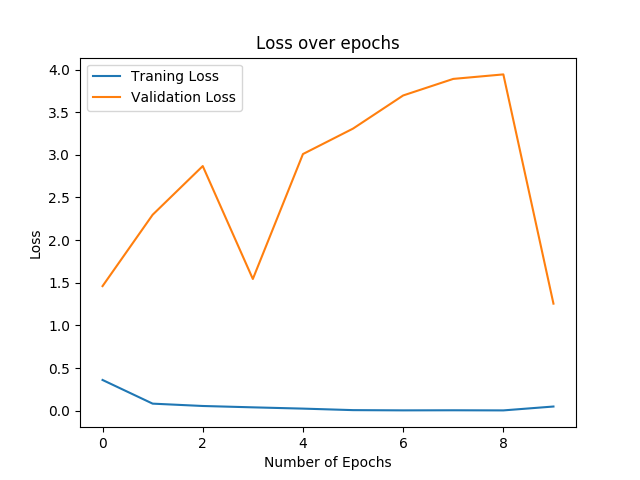 Loss over epochs
Traning Loss
Validation Loss
4.0
3.5
3.0
2.5
2.0
1.5
1.0
0.5
0.0
Loss
0 2 4 6 8
Number of Epochs